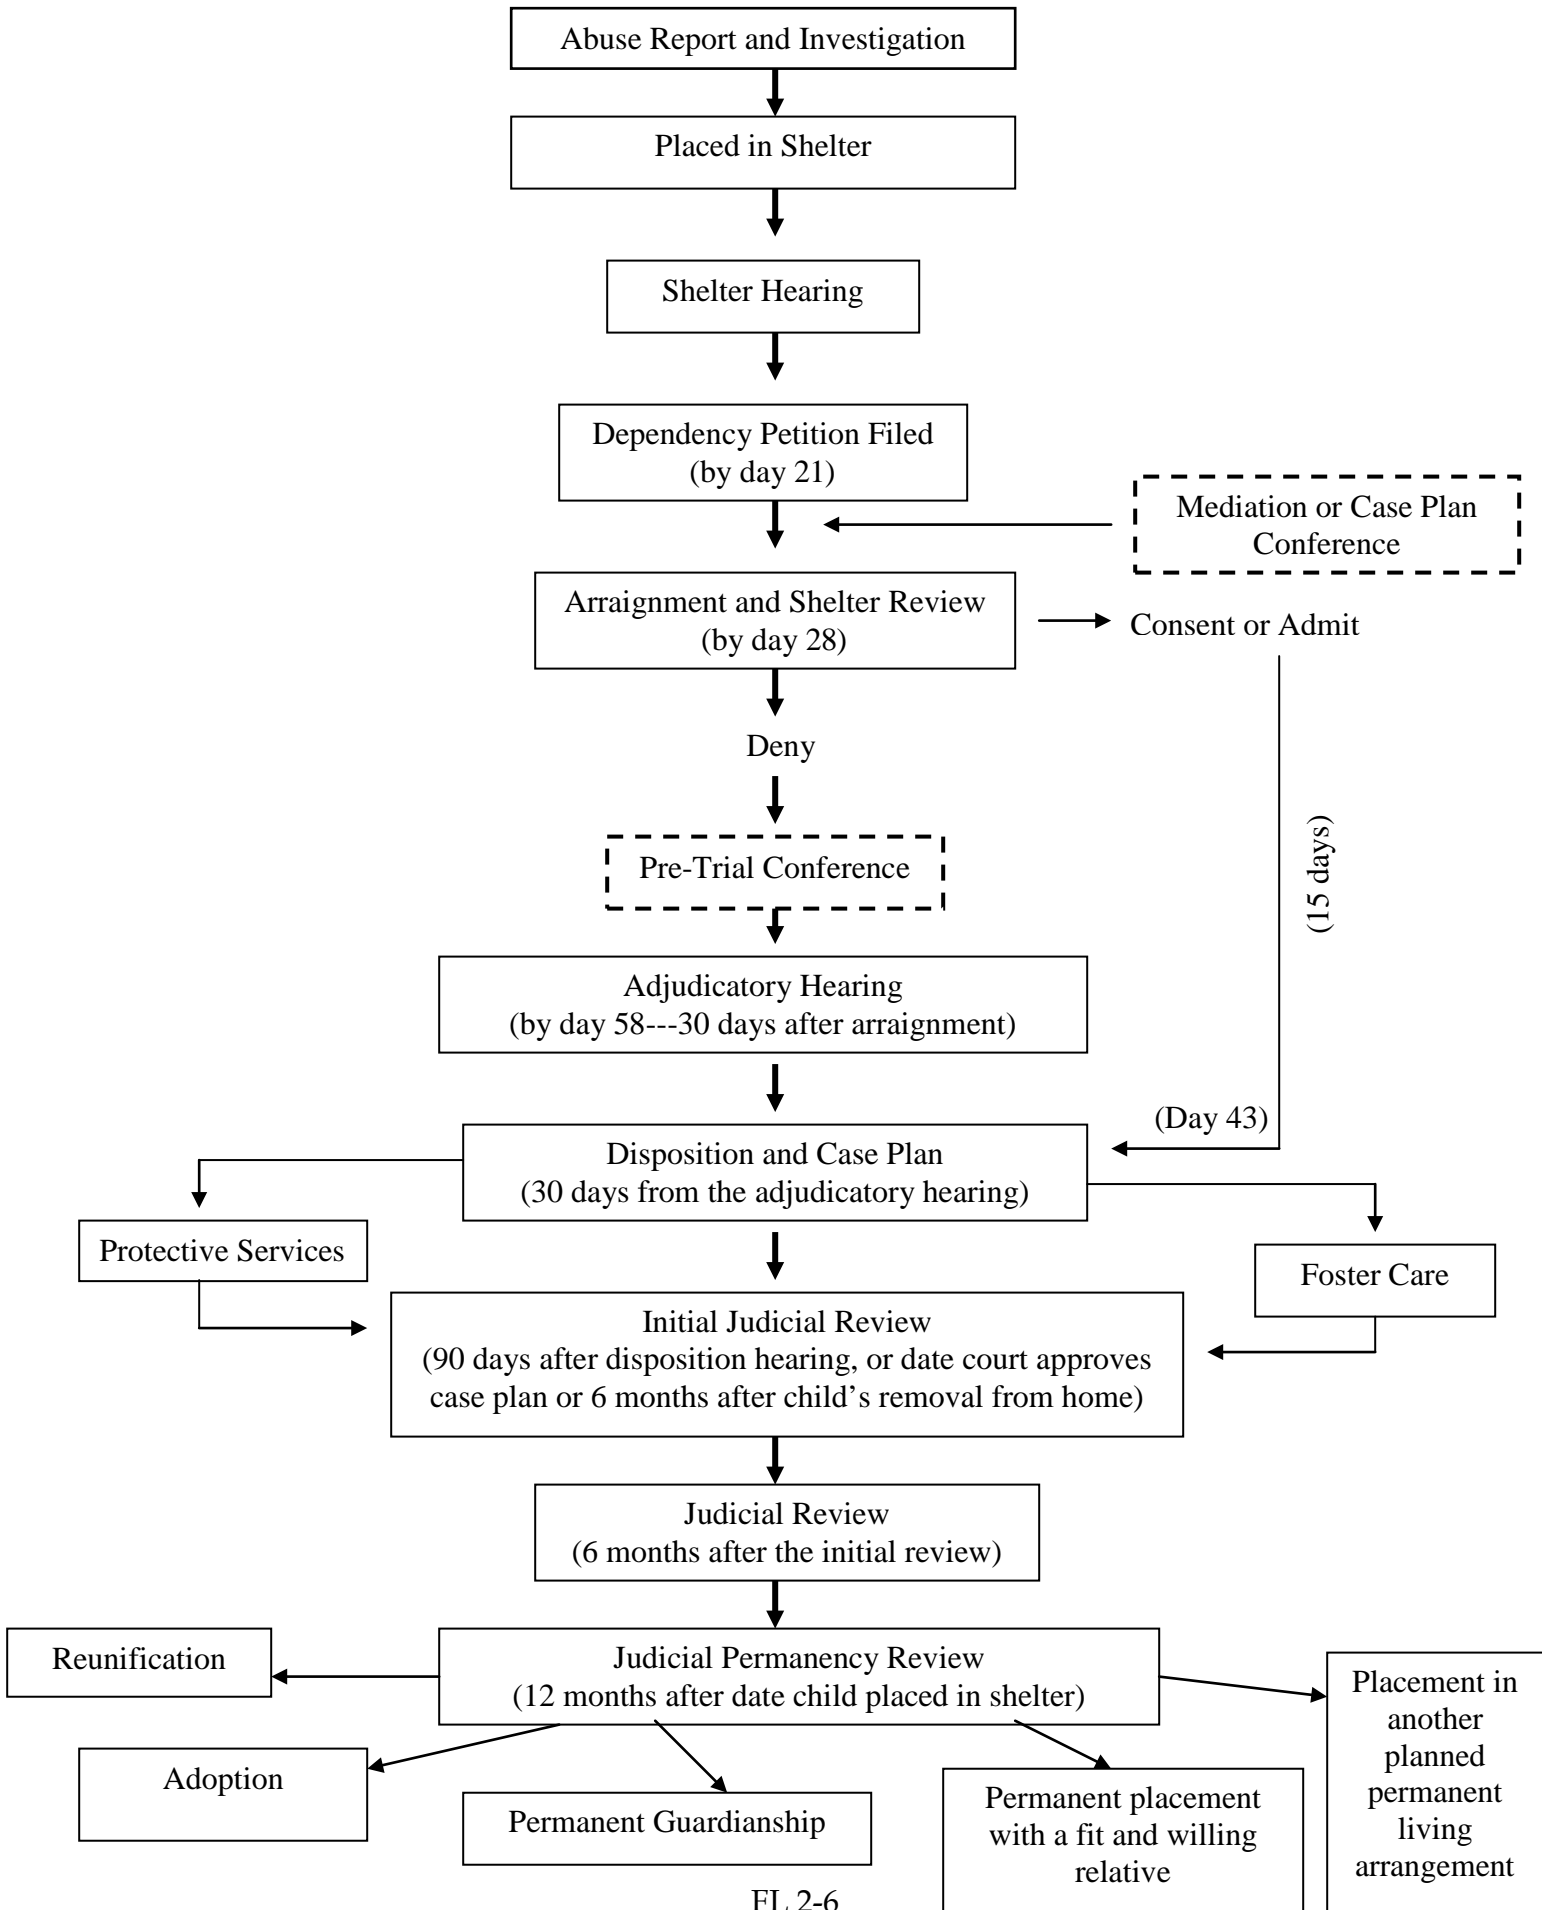 Abuse Report and Investigation
Placed in Shelter
Shelter Hearing
Dependency Petition Filed
(by day 21)
Mediation or Case Plan
Conference
Arraignment and Shelter Review
(by day 28)
Consent or Admit
Deny
(15 days)
Pre-Trial Conference
Adjudicatory Hearing
(by day 58---30 days after arraignment)
(Day 43)
Disposition and Case Plan
(30 days from the adjudicatory hearing)
Protective Services
Foster Care
Initial Judicial Review
(90 days after disposition hearing, or date court approves
case plan or 6 months after child’s removal from home)
Judicial Review
(6 months after the initial review)
Reunification
Judicial Permanency Review
(12 months after date child placed in shelter)
Placement in
another
planned
permanent
living
arrangement
Adoption
Permanent Guardianship
Permanent placement
with a fit and willing
relative
FL 2-6